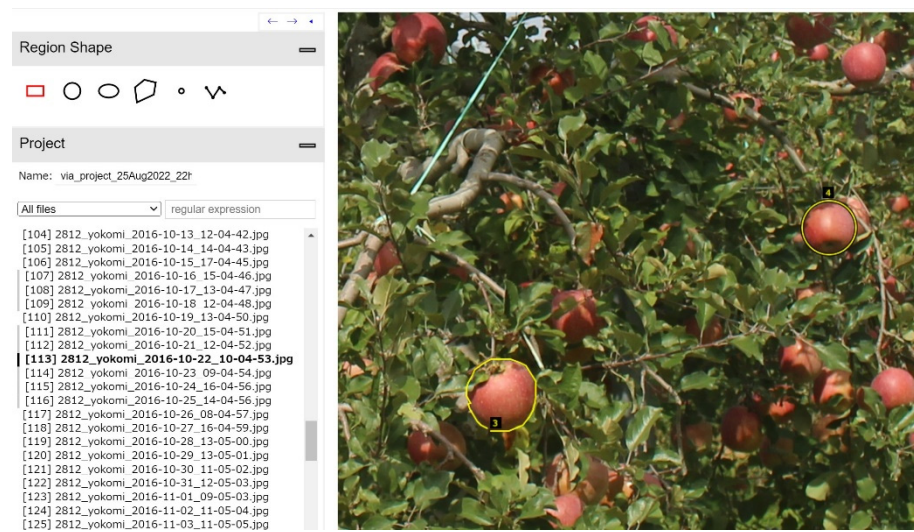 Region Shape
Project
Name: via_project_25Aug2022_22h
All files regular expression
[104] 2812_yokomi_2016-10-13_12-04-42.jpg
[105] 2812_yokomi_2016-10-14_14-04-43.jpg
[106] 2812_yokomi_2016-10-15_17-04-45.jpg
[107] 2812_yokomi_2016-10-16_15-04-46.jpg
[108] 2812_yokomi_2016-10-17_13-04-47.jpg
[109] 2812_yokomi_2016-10-18_12-04-48.jpg
[110] 2812_yokomi_2016-10-19_13-04-50.jpg
[111] 2812_yokomi_2016-10-20_15-04-51.jpg
[112] 2812_yokomi_2016-10-21_12-04-52.jpg
[113] 2812_yokomi_2016-10-22_10-04-53.jpg
[114] 2812_yokomi_2016-10-23_09-04-54.jpg
[115] 2812_yokomi_2016-10-24_16-04-56.jpg
[116] 2812_yokomi_2016-10-25_14-04-56.jpg
[117] 2812_yokomi_2016-10-26_08-04-57.jpg
[118] 2812_yokomi_2016-10-27_16-04-59.jpg
[119] 2812_yokomi_2016-10-28_13-05-00.jpg
[120] 2812_yokomi_2016-10-29_13-05-01.jpg
[121] 2812_yokomi_2016-10-30_11-05-02.jpg
[122] 2812_yokomi_2016-10-31_12-05-03.jpg
[123] 2812_yokomi_2016-11-01_09-05-03.jpg
[124] 2812_yokomi_2016-11-02_11-05-04.jpg
[125] 2812_yokomi_2016-11-03_11-05-05.jpg
4
3